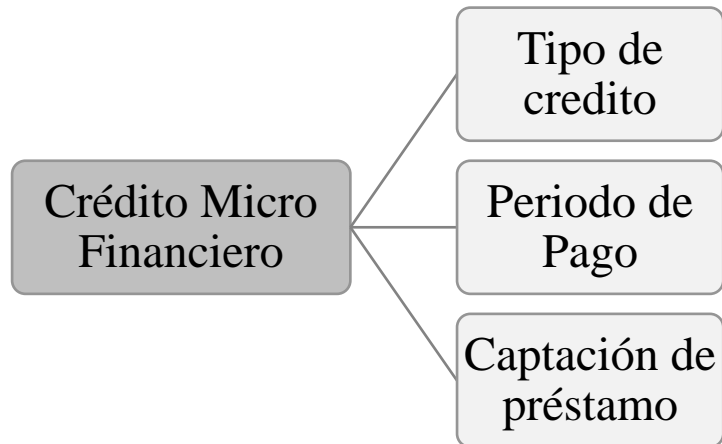 Tipo de
credito
Crédito Micro
Financiero
Periodo de
Pago
Captación de
préstamo